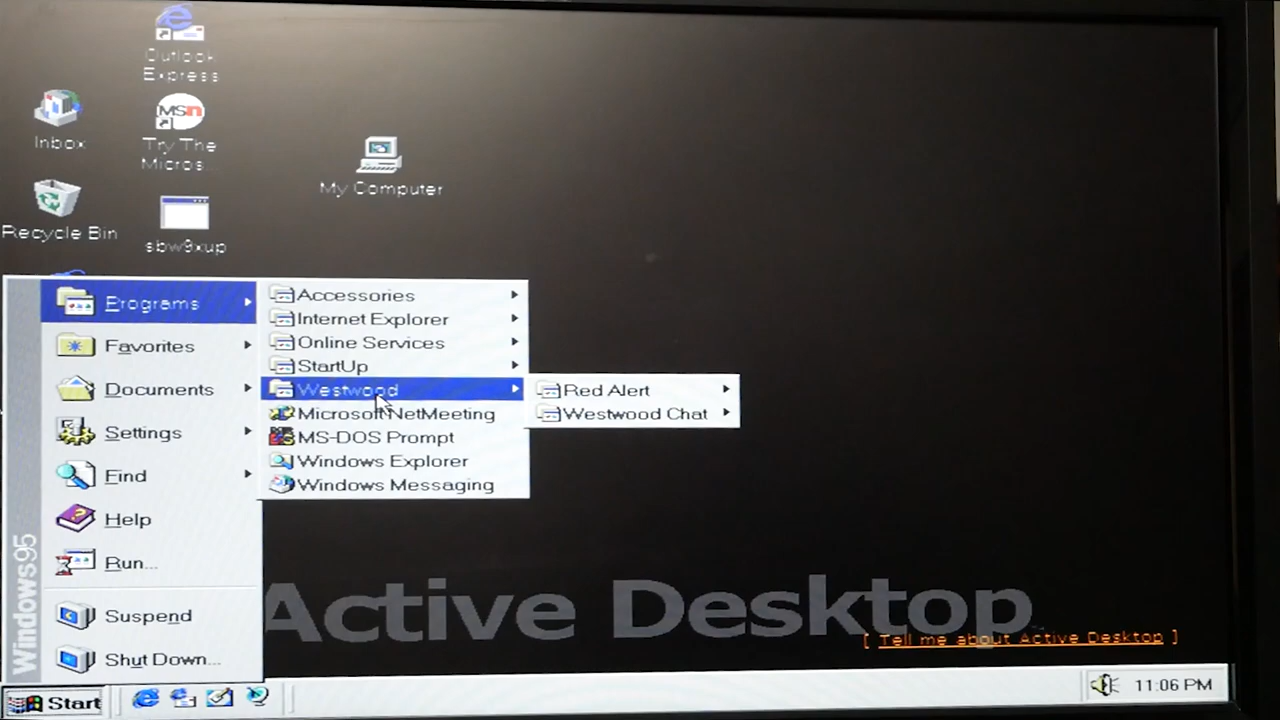 Outlook
Express
Inbox
MSn
Try The
Micros...
My Computer
Recycle Bin
sbw9xup
Programs
Favorites
Documents
Settings
Find
Help
Run...
Suspend
Shut Down...
Windows95
Accessories
Internet Explorer
Online Services
StartUp
Westwood
Microsoft NetMeeting
MS-DOS Prompt
Windows Explorer
Windows Messaging
Red Alert
Westwood Chat
Active Desktop
[ Tell me about Active Desktop ]
Start
11:06 PM